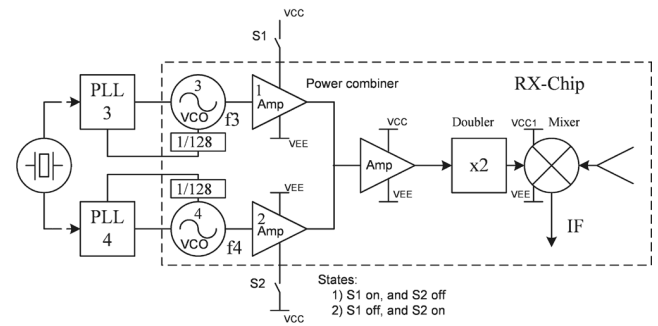 VCC
S1
PLL
3
3
VCO
1/128
f3
1
Amp
VEE
Power combiner
RX-Chip
VCC
Amp
VEE
Doubler
x2
VCC1
Mixer
VEE
IF
1/128
PLL
4
4
VCO
f4
VEE
2
Amp
S2
VCC
States:
1) S1 on, and S2 off
2) S1 off, and S2 on